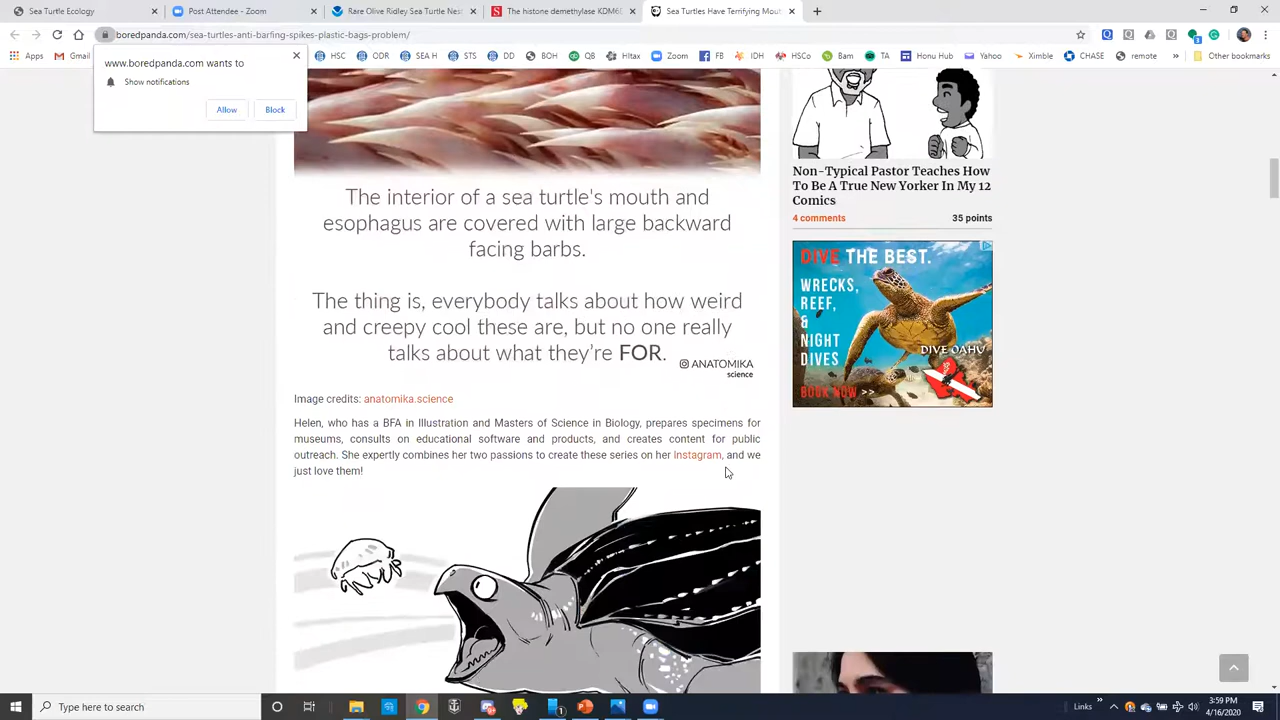 Sea Turtle Ecology
Post Attendee - Zoom
Rare Olive Ridley Sea Turtle Nest
The histone demethylase KDM6
Sea Turtles Have Terrifying Mout
boredpanda.com/sea-turtles-anti-barfing-spikes-plastic-bags-problem/
Apps
Gmail
HSC
ODR
SEA H
STS
DD
BOH
QB
HItax
Zoom
FB
IDH
HSCo
Bam
TA
Honu Hub
Yahoo
Ximble
CHASE
remote
»
Other bookmarks
www.boredpanda.com wants to
Show notifications
Allow
Block
The interior of a sea turtle's mouth and
esophagus are covered with large backward
facing barbs.
The thing is, everybody talks about how weird
and creepy cool these are, but no one really
talks about what they're FOR.
ANATOMIKA
science
Image credits: anatomika.science
Helen, who has a BFA in Illustration and Masters of Science in Biology, prepares specimens for
museums, consults on educational software and products, and creates content for public
outreach. She expertly combines her two passions to create these series on her Instagram, and we
just love them!
Non-Typical Pastor Teaches How
To Be A True New Yorker In My 12
Comics
4 comments
35 points
DIVE THE BEST.
WRECKS,
REEF,
&
NIGHT
DIVES
DIVE OAHU
BOOK NOW >>
Type here to search
Links
»
3:59 PM
4/16/2020